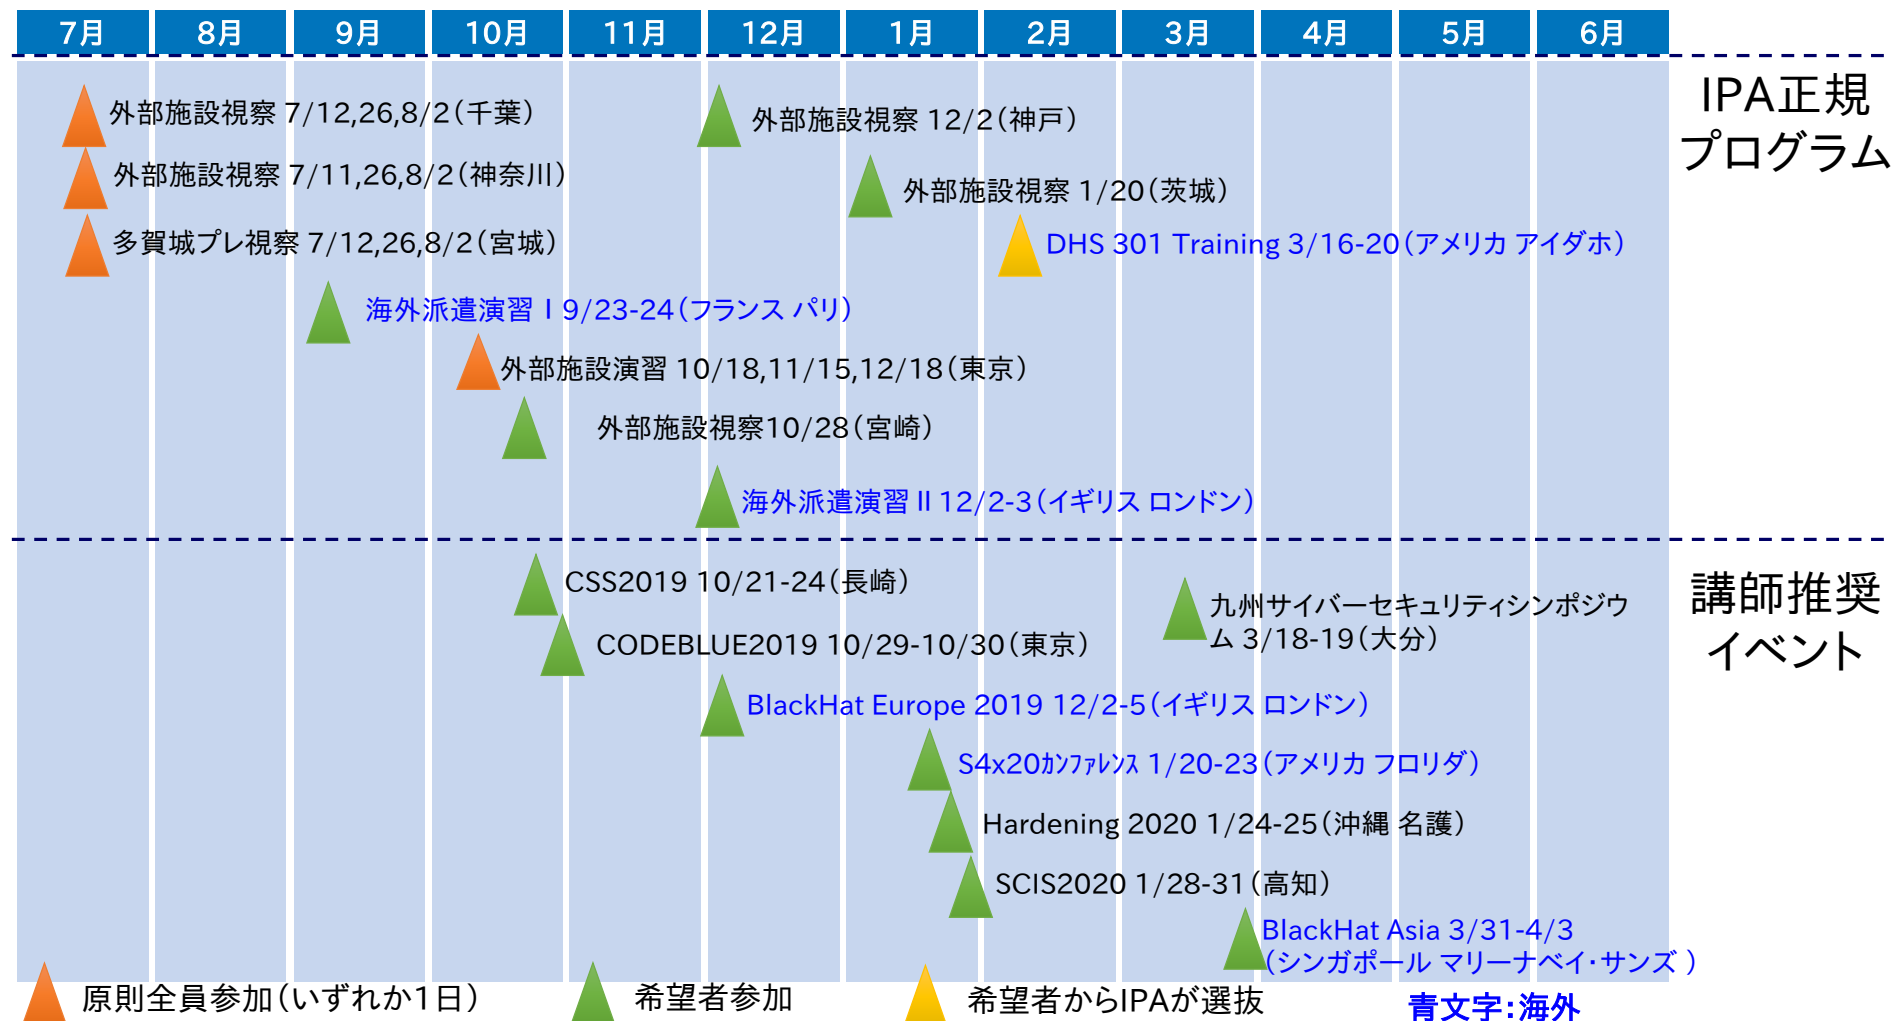 7月 8月 9月 10月 11月 12月 1月 2月 3月 4月 5月 6月
IPA正規
プログラム
外部施設視察 7/12,26,8/2(千葉)
外部施設視察 12/2(神戸)
外部施設視察 7/11,26,8/2(神奈川)
外部施設視察 1/20(茨城)
多賀城プレ視察 7/12,26,8/2(宮城)
DHS 301 Training 3/16-20(アメリカ アイダホ)
海外派遣演習Ⅰ9/23-24(フランス パリ)
外部施設演習 10/18,11/15,12/18(東京)
外部施設視察10/28(宮崎)
海外派遣演習Ⅱ12/2-3(イギリス ロンドン)
講師推奨
イベント
CSS2019 10/21-24(長崎)
九州サイバーセキュリティシンポジウ
ム 3/18-19(大分)
CODEBLUE2019 10/29-10/30(東京)
BlackHat Europe 2019 12/2-5(イギリス ロンドン)
S4x20ｶﾝﾌｧﾚﾝｽ 1/20-23(アメリカ フロリダ)
Hardening 2020 1/24-25(沖縄 名護)
SCIS2020 1/28-31(高知)
BlackHat Asia 3/31-4/3
(シンガポール マリーナベイ・サンズ )
原則全員参加(いずれか1日)
希望者参加
希望者からIPAが選抜
青文字:海外